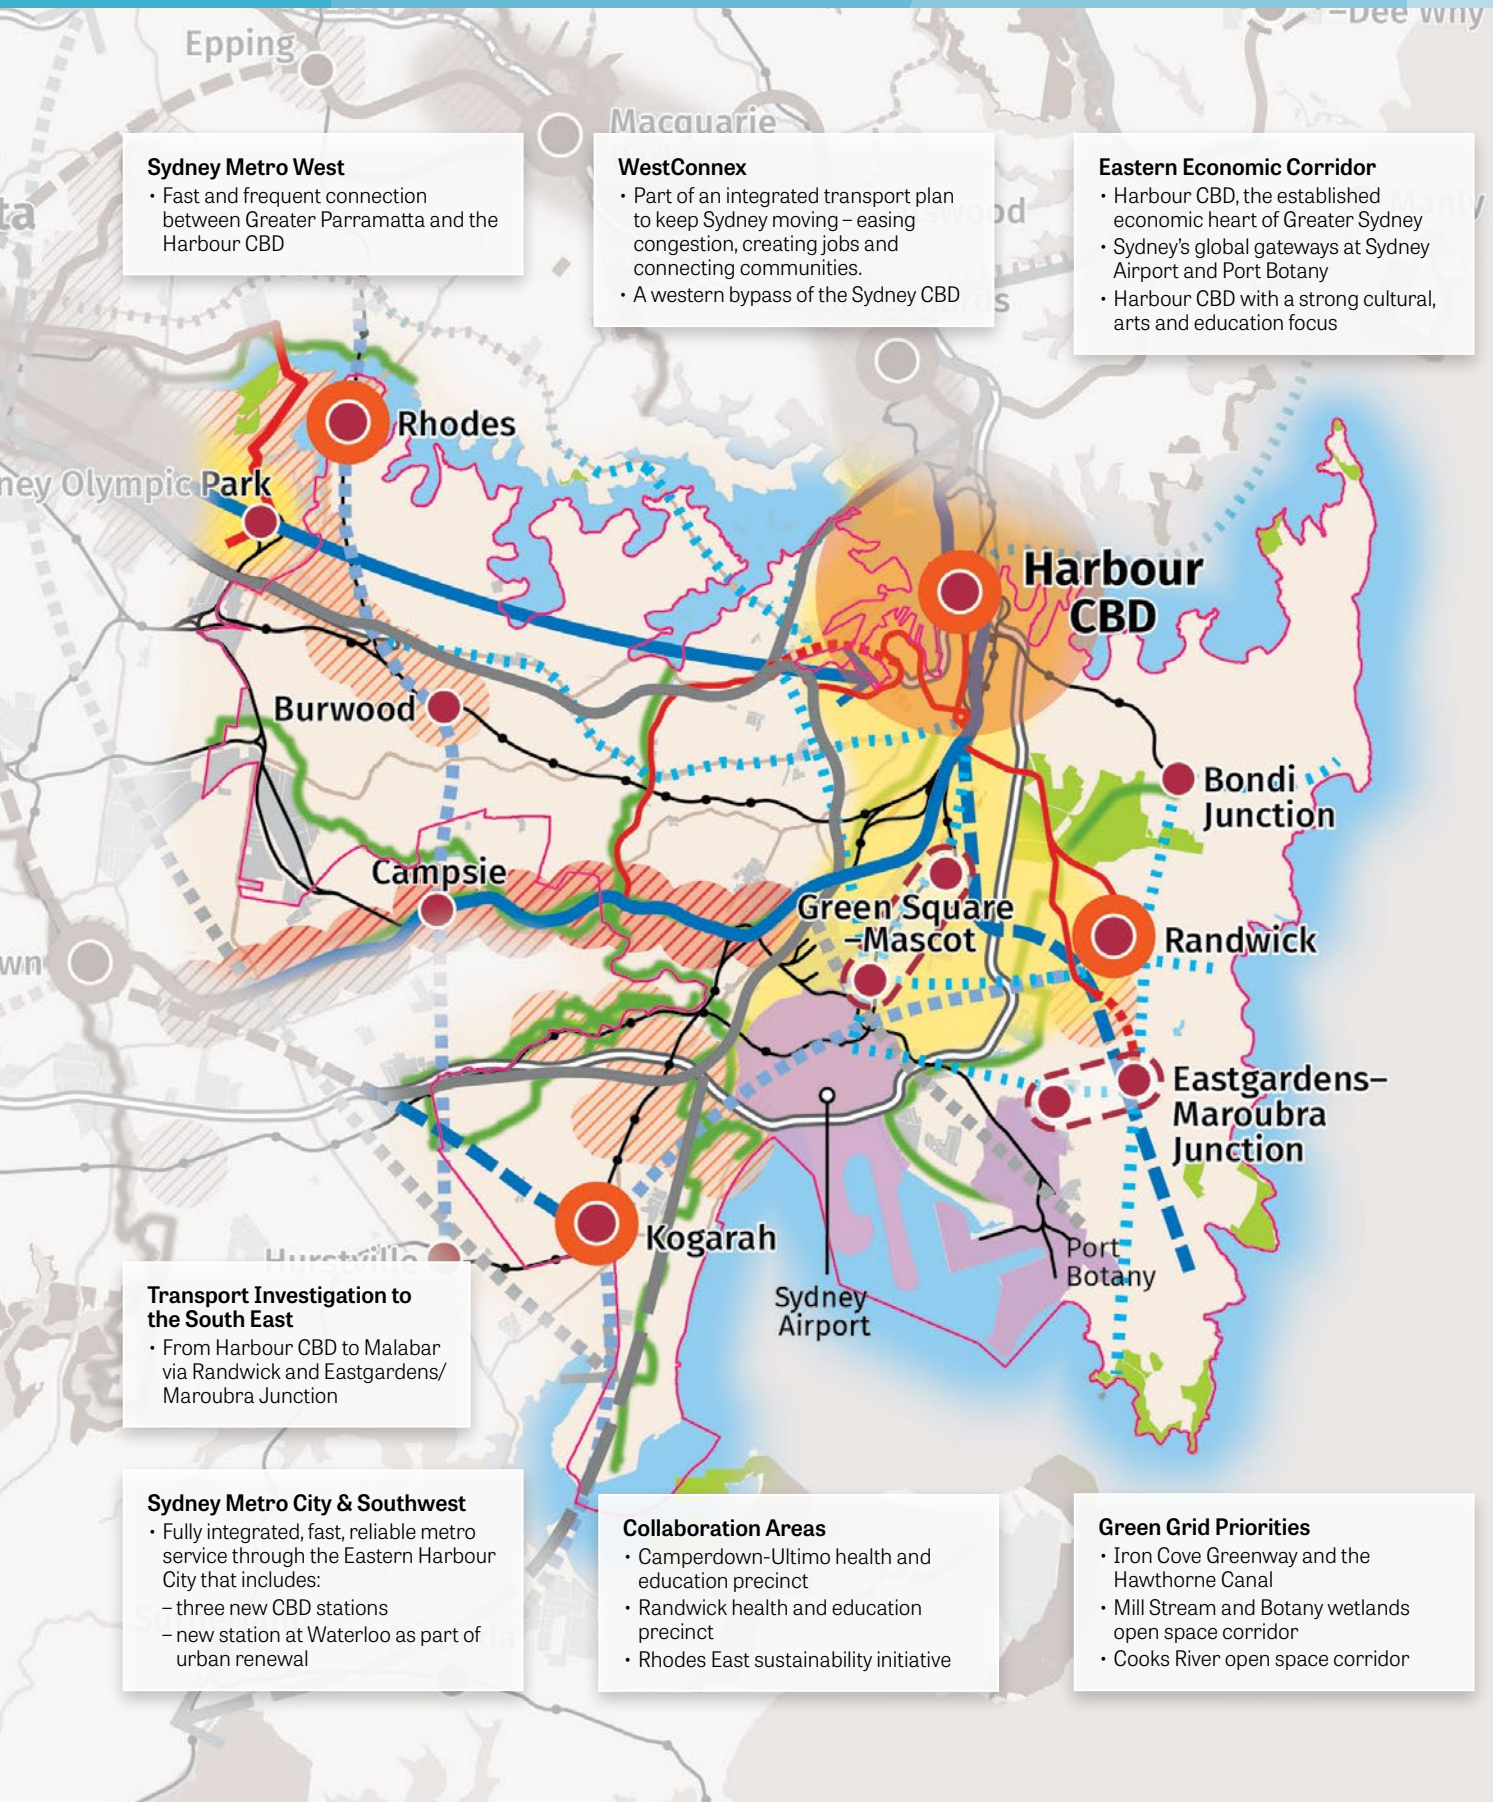 –Dee Why
Epping
Macquarie
Sydney Metro West
• Fast and frequent connection
between Greater Parramatta and the
Harbour CBD
WestConnex
• Part of an integrated transport plan
to keep Sydney moving – easing
congestion, creating jobs and
connecting communities.
• A western bypass of the Sydney CBD
Eastern Economic Corridor
• Harbour CBD, the established
economic heart of Greater Sydney
• Sydney’s global gateways at Sydney
Airport and Port Botany
• Harbour CBD with a strong cultural,
arts and education focus
Manly
ta
Rhodes
ney Olympic Park
Harbour
CBD
Burwood
Bondi
Junction
Campsie
Green Square
–Mascot
Randwick
wn
Eastgardens–
Maroubra
Junction
Kogarah
Hurstville
Port
Botany
Sydney
Airport
Transport Investigation to
the South East
• From Harbour CBD to Malabar
via Randwick and Eastgardens/
Maroubra Junction
Sydney Metro City & Southwest
• Fully integrated, fast, reliable metro
service through the Eastern Harbour
City that includes:
– three new CBD stations
– new station at Waterloo as part of
urban renewal
Collaboration Areas
• Camperdown-Ultimo health and
education precinct
• Randwick health and education
precinct
• Rhodes East sustainability initiative
Green Grid Priorities
• Iron Cove Greenway and the
Hawthorne Canal
• Mill Stream and Botany wetlands
open space corridor
• Cooks River open space corridor